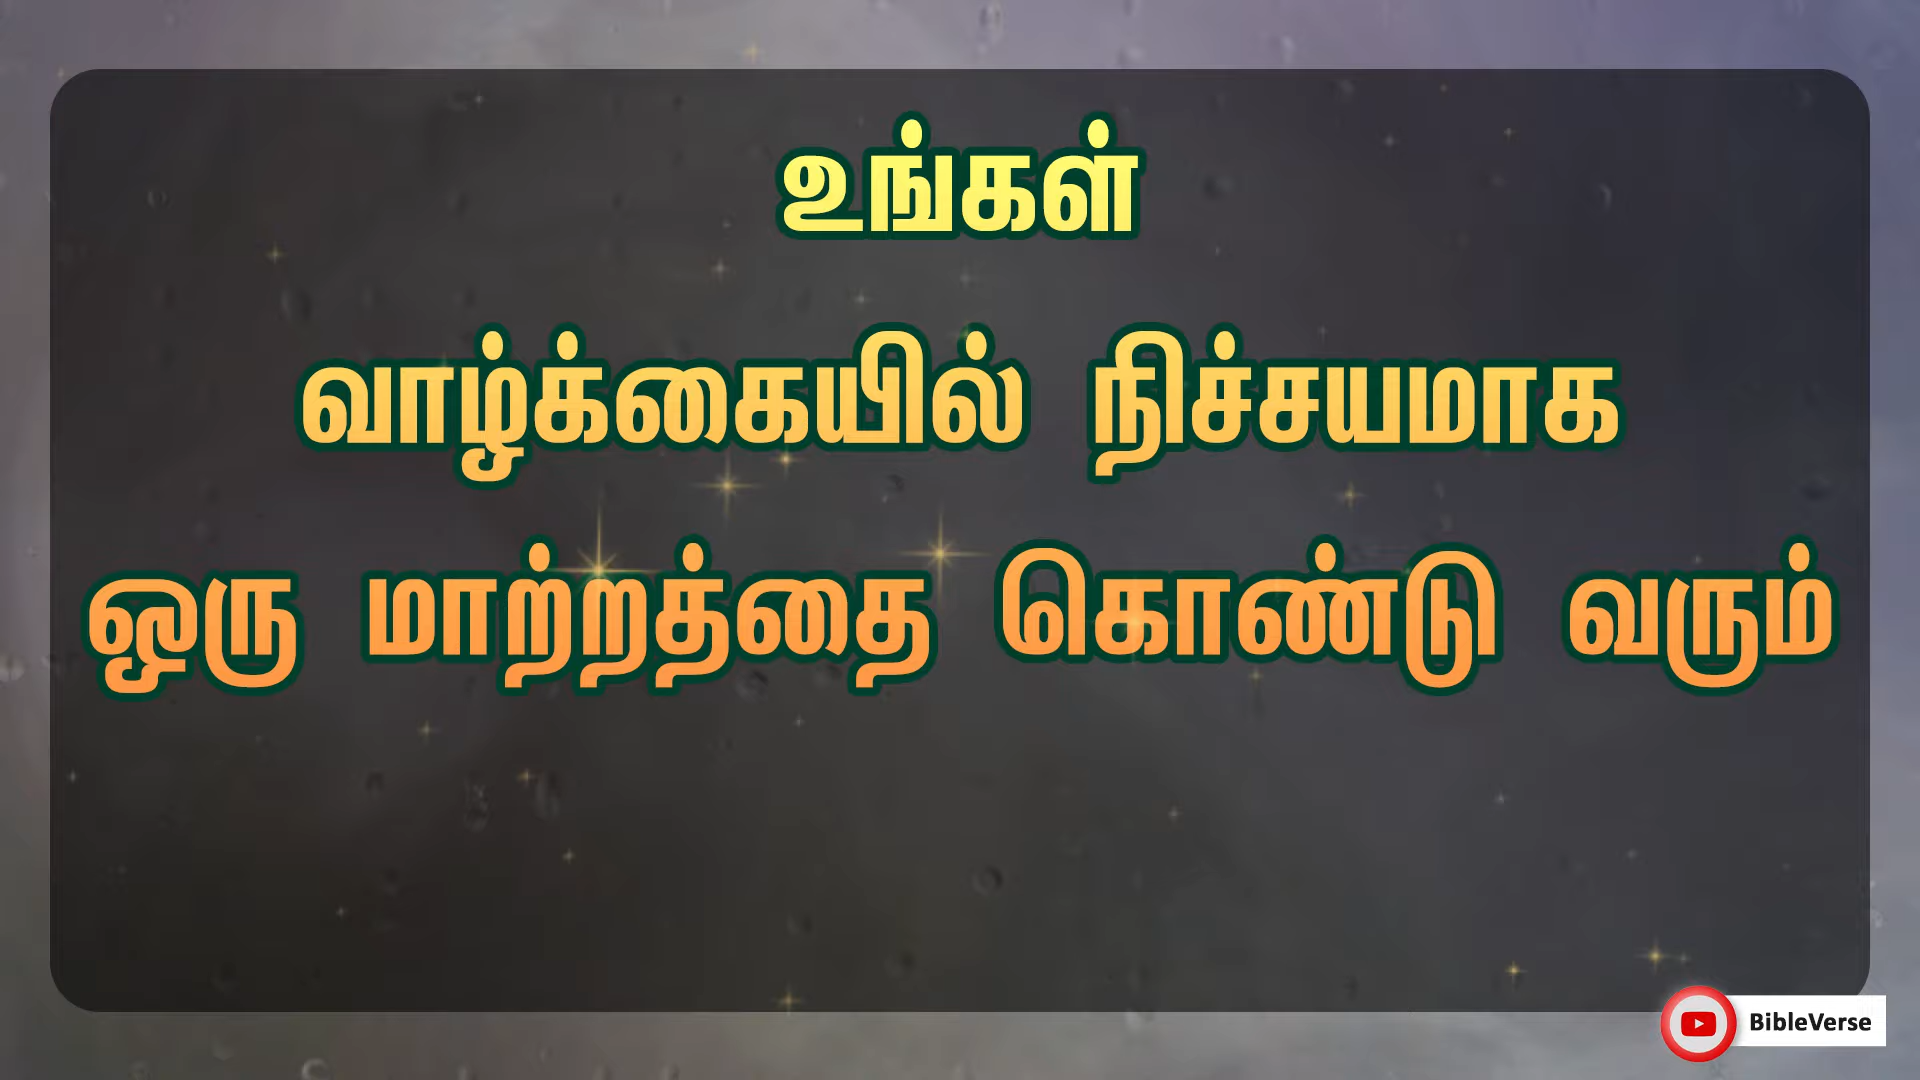 உங்கள்
வாழ்க்கையில் நிச்சயமாக
ஒரு மாற்றத்தை கொண்டு வரும்
BibleVerse